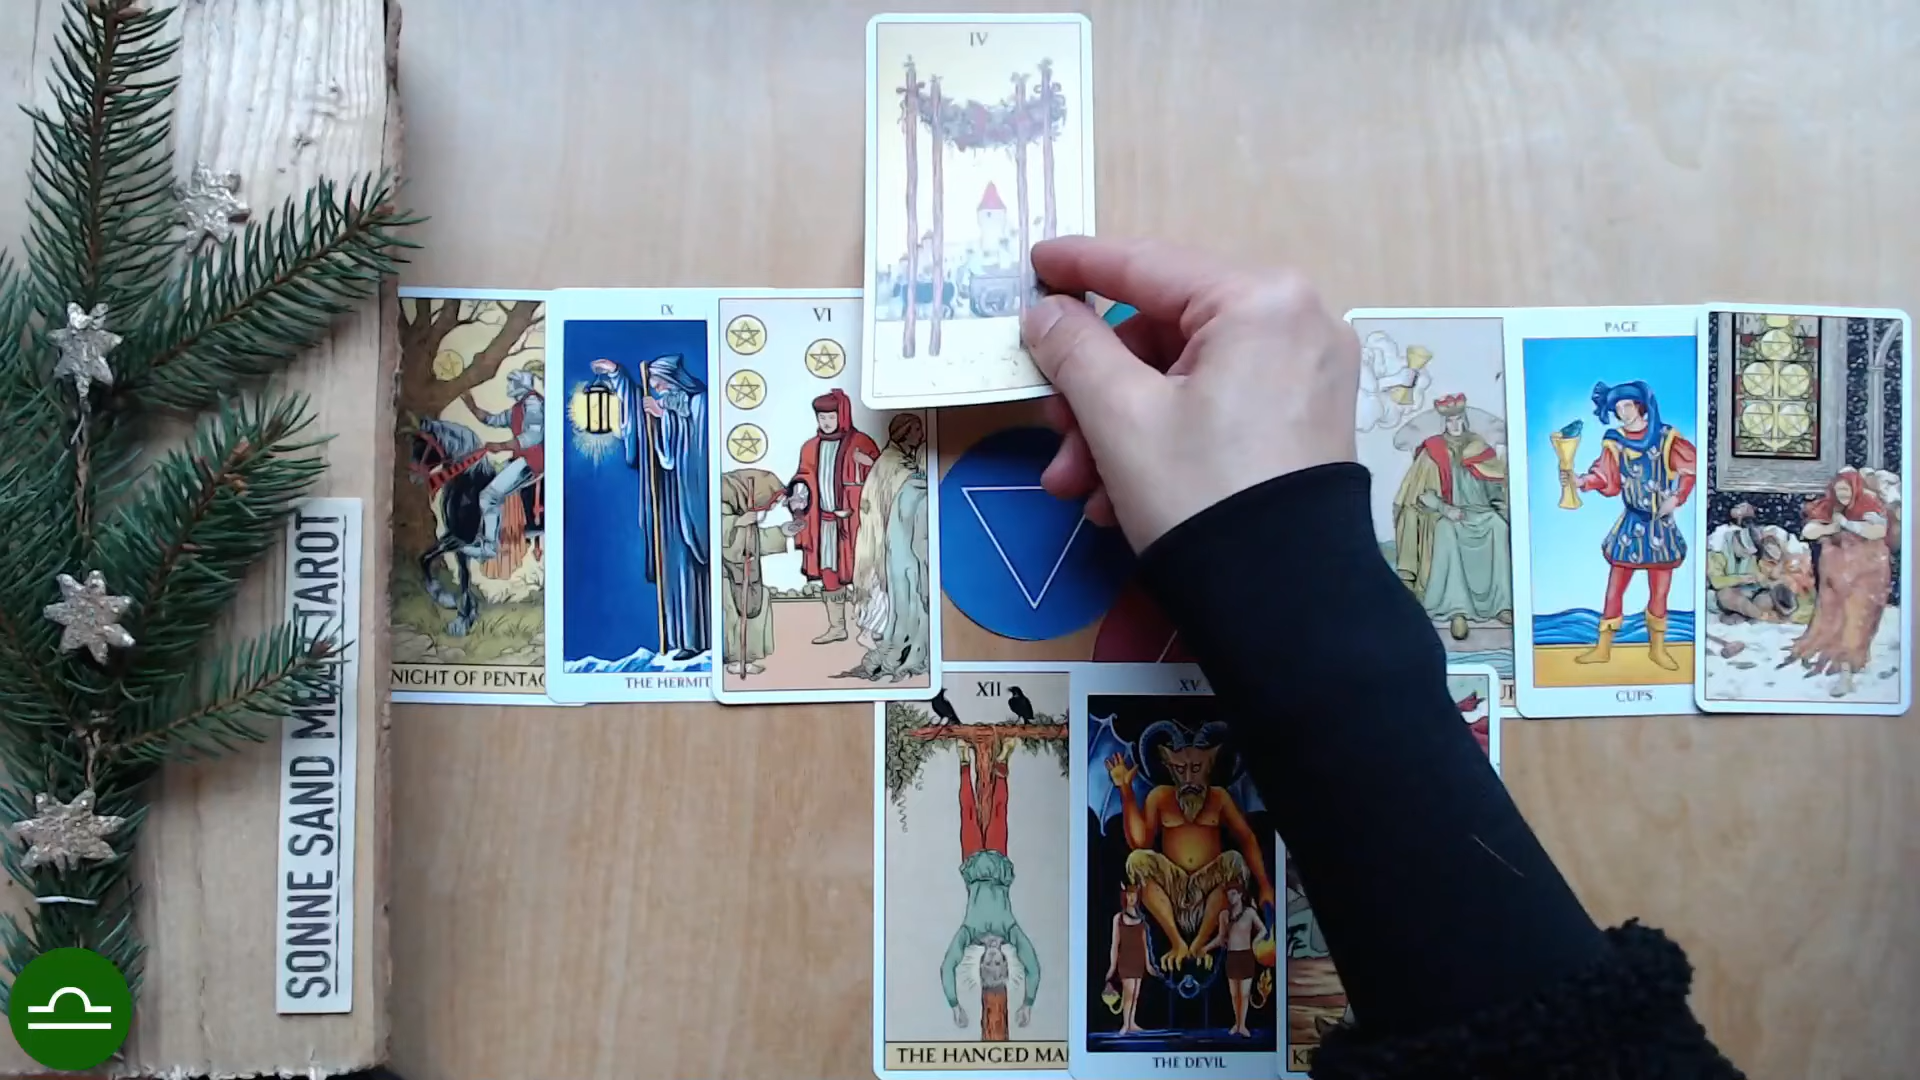 IV
NIGHT OF PENTAC
IX
THE HERMIT
VI
PAGE
CUPS
XII
THE HANGED MA
XV
THE DEVIL
K
SONNE SAND MEER TAROT